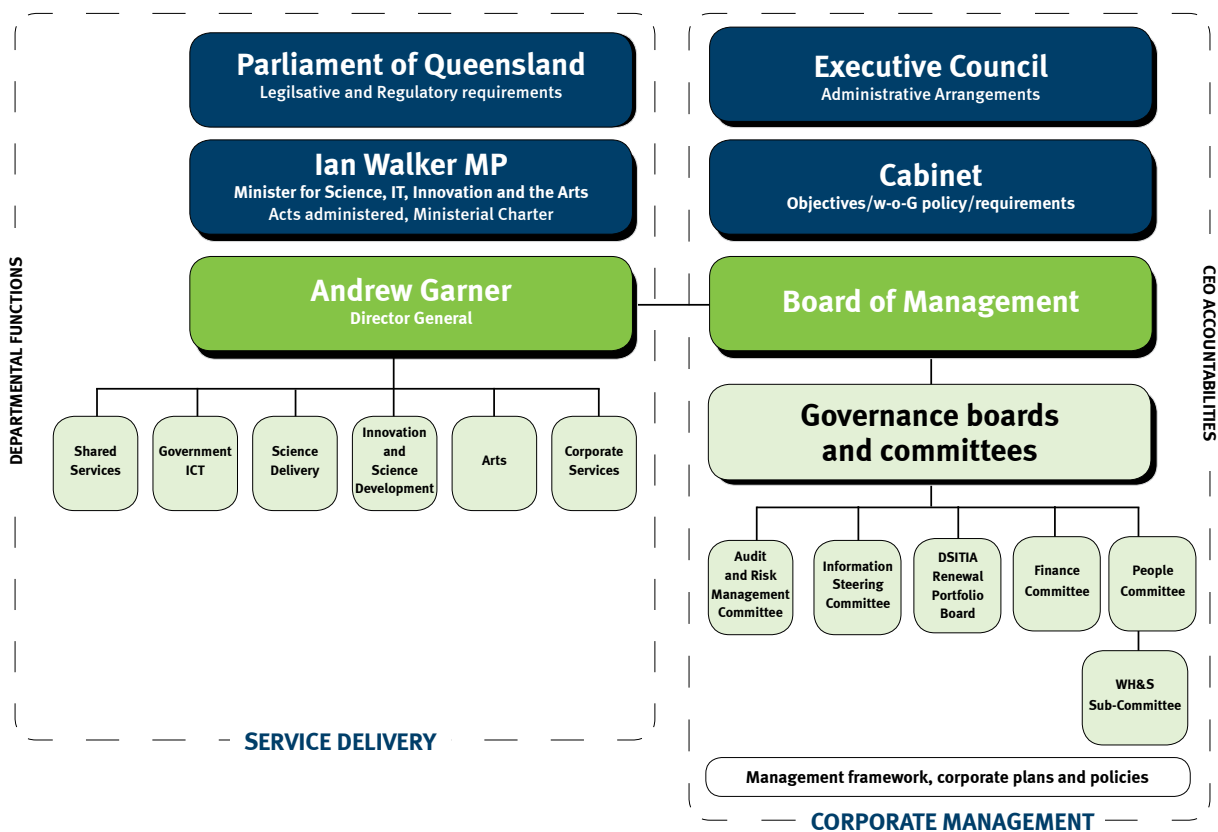 Parliament of Queensland
Legilsative and Regulatory requirements
Ian Walker MP
Minister for Science, IT, Innovation and the Arts
Acts administered, Ministerial Charter
Andrew Garner
Director General
DEPARTMENTAL FUNCTIONS
Shared
Services
Government
ICT
Science
Delivery
Innovation
and
Science
Development
Arts
Corporate
Services
SERVICE DELIVERY
Executive Council
Administrative Arrangements
Cabinet
Objectives/w-o-G policy/requirements
Board of Management
CEO ACCOUNTABILITIES
Governance boards
and committees
Audit
and Risk
Management
Committee
Information
Steering
Committee
DSITIA
Renewal
Portfolio
Board
Finance
Committee
People
Committee
WH&S
Sub-Committee
Management framework, corporate plans and policies
CORPORATE MANAGEMENT